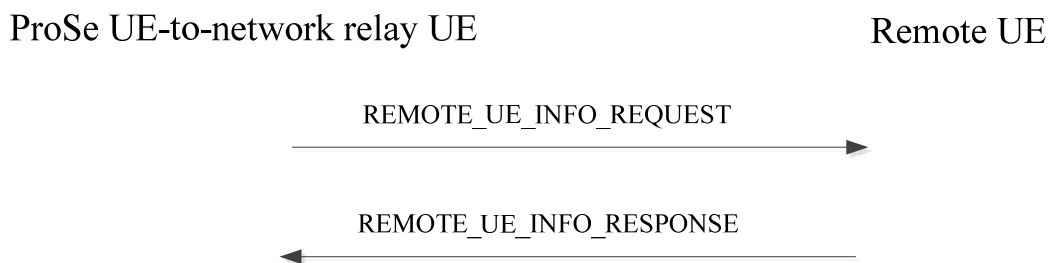 ProSe UE-to-network relay UE
Remote UE
REMOTE_UE_INFO_REQUEST
REMOTE_UE_INFO_RESPONSE